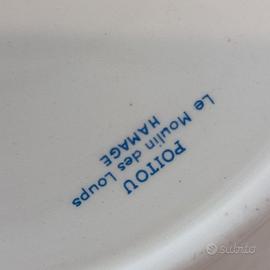 POITOU
Le Moulin des Loups
HAMAGE
subito